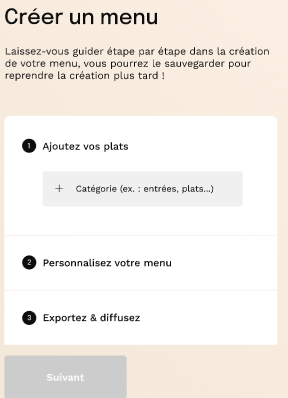 Créer un menu
Laissez-vous guider étape par étape dans la création
de votre menu, vous pourrez le sauvegarder pour
reprendre la création plus tard !
1 Ajoutez vos plats
+ Catégorie (ex. : entrées, plats...)
2 Personnalisez votre menu
3 Exportez & diffusez
Suivant